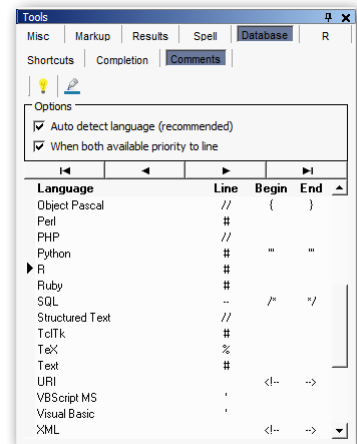 Tools
Misc Markup Results Spell Database R
Shortcuts Completion Comments
Options
Auto detect language (recommended)
When both available priority to line
Language Line Begin End
Object Pascal // { }
Perl #
PHP //
Python # ''' '''
R #
Ruby #
SQL -- /* */
Structured Text //
TclTk #
TeX %
Text #
URI <!-- -->
VBScript MS '
Visual Basic '
XML <!-- -->